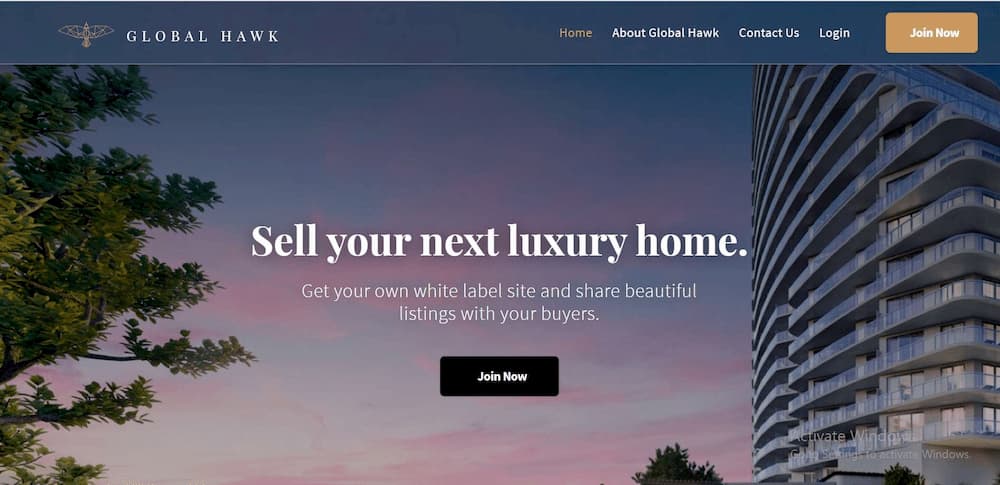 GLOBAL HAWK
Home About Global Hawk Contact Us Login Join Now
Sell your next luxury home.
Get your own white label site and share beautiful
listings with your buyers.
Join Now
Activate Windows
Go to Settings to activate Windows.